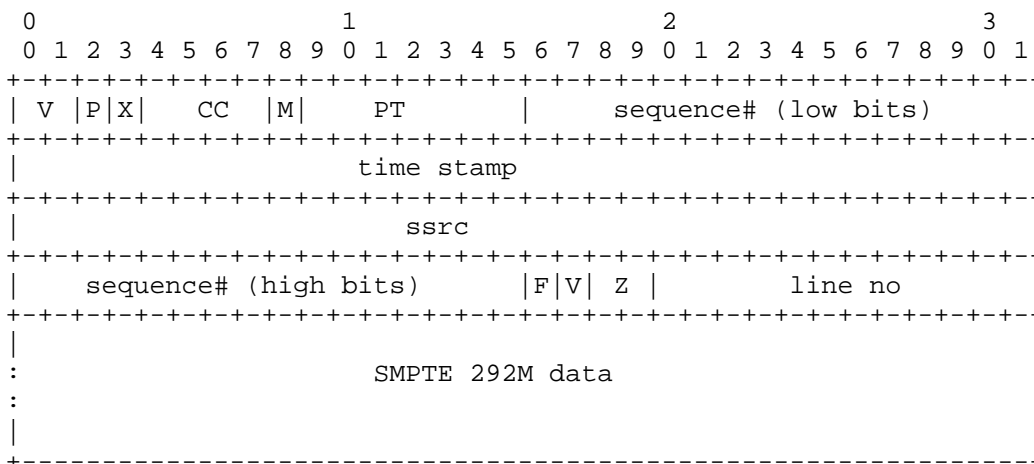 0                   1                   2                   3
0 1 2 3 4 5 6 7 8 9 0 1 2 3 4 5 6 7 8 9 0 1 2 3 4 5 6 7 8 9 0 1
+-+-+-+-+-+-+-+-+-+-+-+-+-+-+-+-+-+-+-+-+-+-+-+-+-+-+-+-+-+-+-+-
| V |P|X|   CC  |M|    PT       |     sequence# (low bits)
+-+-+-+-+-+-+-+-+-+-+-+-+-+-+-+-+-+-+-+-+-+-+-+-+-+-+-+-+-+-+-+-
|                     time stamp
+-+-+-+-+-+-+-+-+-+-+-+-+-+-+-+-+-+-+-+-+-+-+-+-+-+-+-+-+-+-+-+-
|                        ssrc
+-+-+-+-+-+-+-+-+-+-+-+-+-+-+-+-+-+-+-+-+-+-+-+-+-+-+-+-+-+-+-+-
|    sequence# (high bits)      |F|V| Z |        line no
+-+-+-+-+-+-+-+-+-+-+-+-+-+-+-+-+-+-+-+-+-+-+-+-+-+-+-+-+-+-+-+-
|
:                      SMPTE 292M data
:
|
+----------------------------------------------------------------